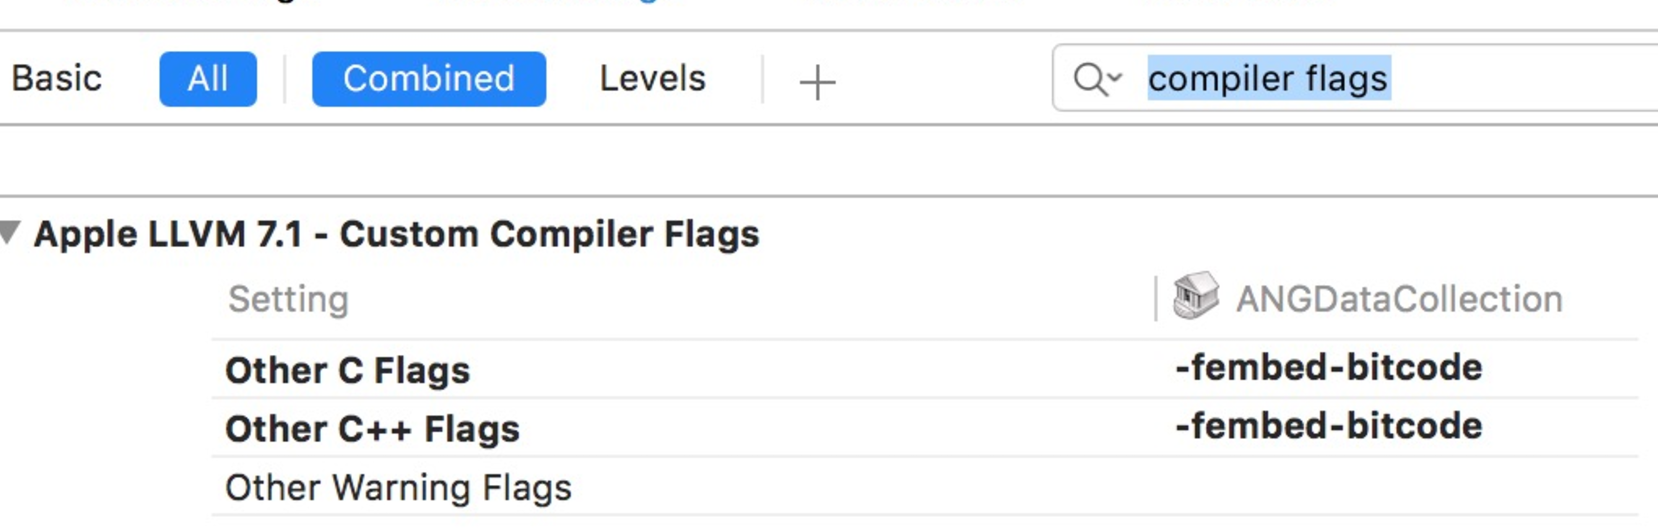 Basic All Combined Levels + compiler flags
Apple LLVM 7.1 - Custom Compiler Flags
Setting ANGDataCollection
Other C Flags -fembed-bitcode
Other C++ Flags -fembed-bitcode
Other Warning Flags